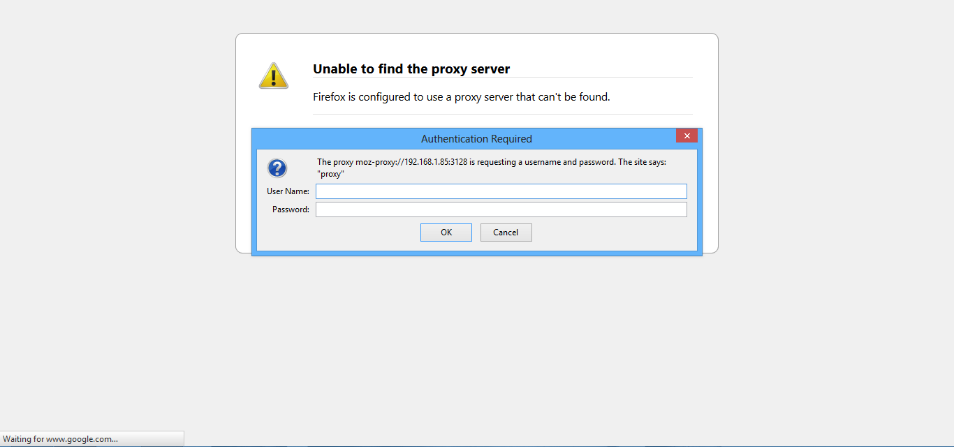 Unable to find the proxy server
Firefox is configured to use a proxy server that can't be found.
Authentication Required
The proxy moz-proxy://192.168.1.85:3128 is requesting a username and password. The site says:
"proxy"
User Name:
Password:
OK Cancel
Waiting for www.google.com...